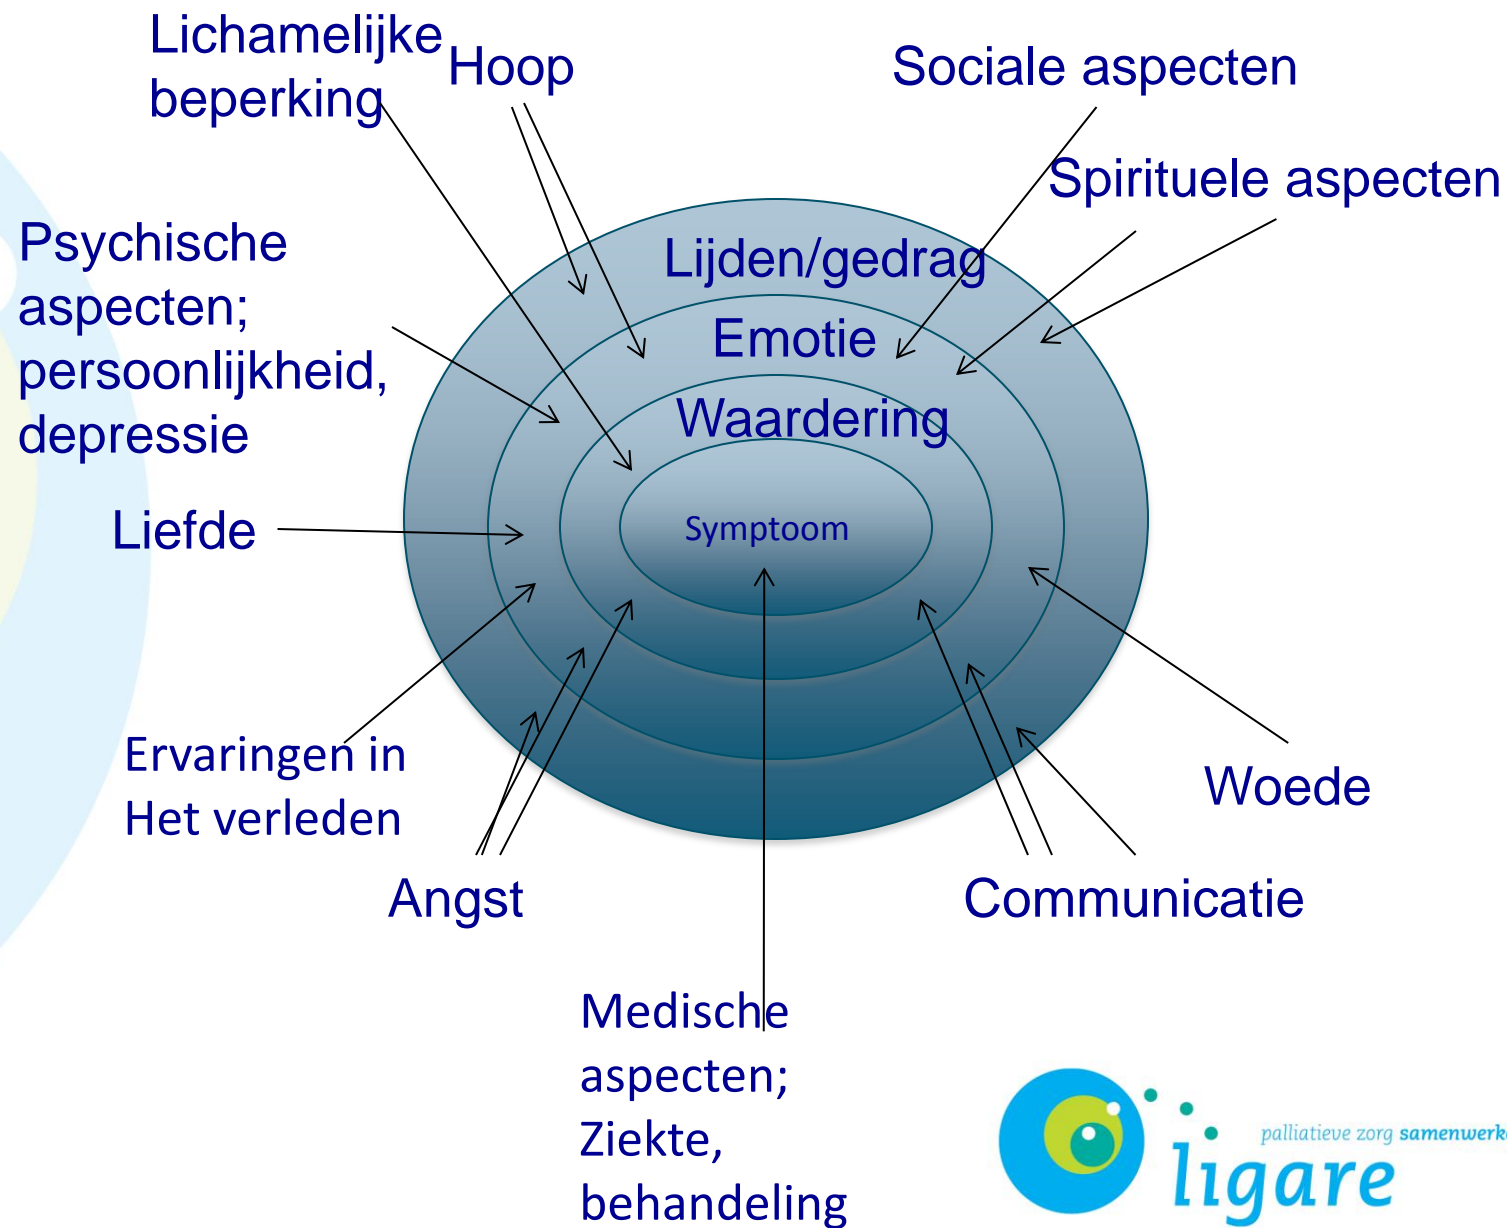 Lichamelijke
beperking
Hoop
Sociale aspecten
Spirituele aspecten
Psychische
aspecten;
persoonlijkheid,
depressie
Lijden/gedrag
Emotie
Waardering
Symptoom
Liefde
Ervaringen in
Het verleden
Woede
Angst
Communicatie
Medische
aspecten;
Ziekte,
behandeling
palliatieve zorg samenwerk
ligare